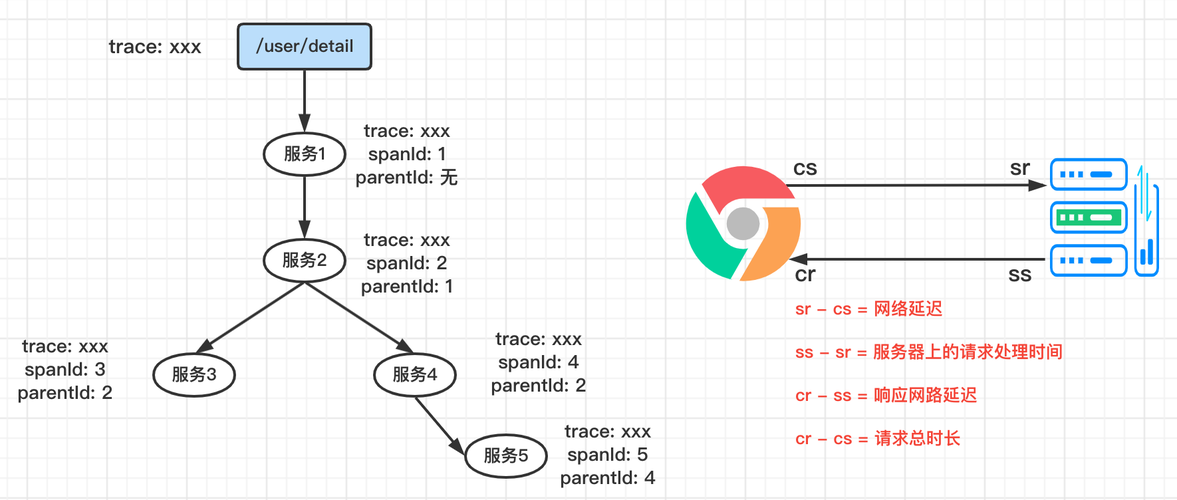 trace: xxx
/user/detail
服务1
trace: xxx
spanId: 1
parentId: 无
服务2
trace: xxx
spanId: 2
parentId: 1
trace: xxx
spanId: 3
parentId: 2
服务3
服务4
trace: xxx
spanId: 4
parentId: 2
服务5
trace: xxx
spanId: 5
parentId: 4
cs
sr
cr
ss
sr - cs = 网络延迟
ss - sr = 服务器上的请求处理时间
cr - ss = 响应网路延迟
cr - cs = 请求总时长